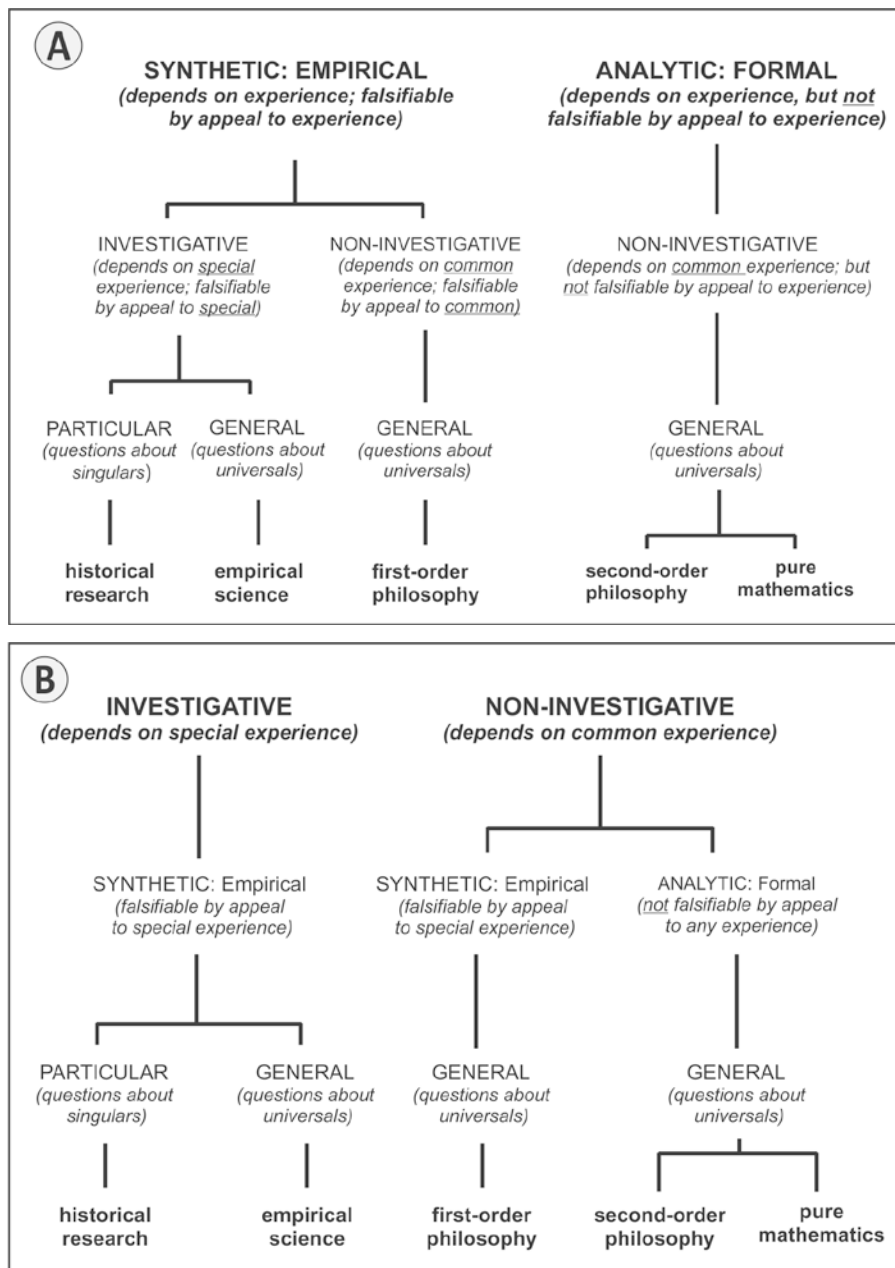 A
SYNTHETIC: EMPIRICAL
(depends on experience; falsifiable
by appeal to experience)
ANALYTIC: FORMAL
(depends on experience, but not
falsifiable by appeal to experience)
INVESTIGATIVE
(depends on special
experience; falsifiable
by appeal to special)
NON-INVESTIGATIVE
(depends on common
experience; falsifiable
by appeal to common)
NON-INVESTIGATIVE
(depends on common experience; but
not falsifiable by appeal to experience)
PARTICULAR
(questions about
singulars)
GENERAL
(questions about
universals)
GENERAL
(questions about
universals)
GENERAL
(questions about
universals)
historical
research
empirical
science
first-order
philosophy
second-order
philosophy
pure
mathematics
B
INVESTIGATIVE
(depends on special experience)
NON-INVESTIGATIVE
(depends on common experience)
SYNTHETIC: Empirical
(falsifiable by appeal
to special experience)
SYNTHETIC: Empirical
(falsifiable by appeal
to special experience)
ANALYTIC: Formal
(not falsifiable by appeal
to any experience)
PARTICULAR
(questions about
singulars)
GENERAL
(questions about
universals)
GENERAL
(questions about
universals)
GENERAL
(questions about
universals)
historical
research
empirical
science
first-order
philosophy
second-order
philosophy
pure
mathematics